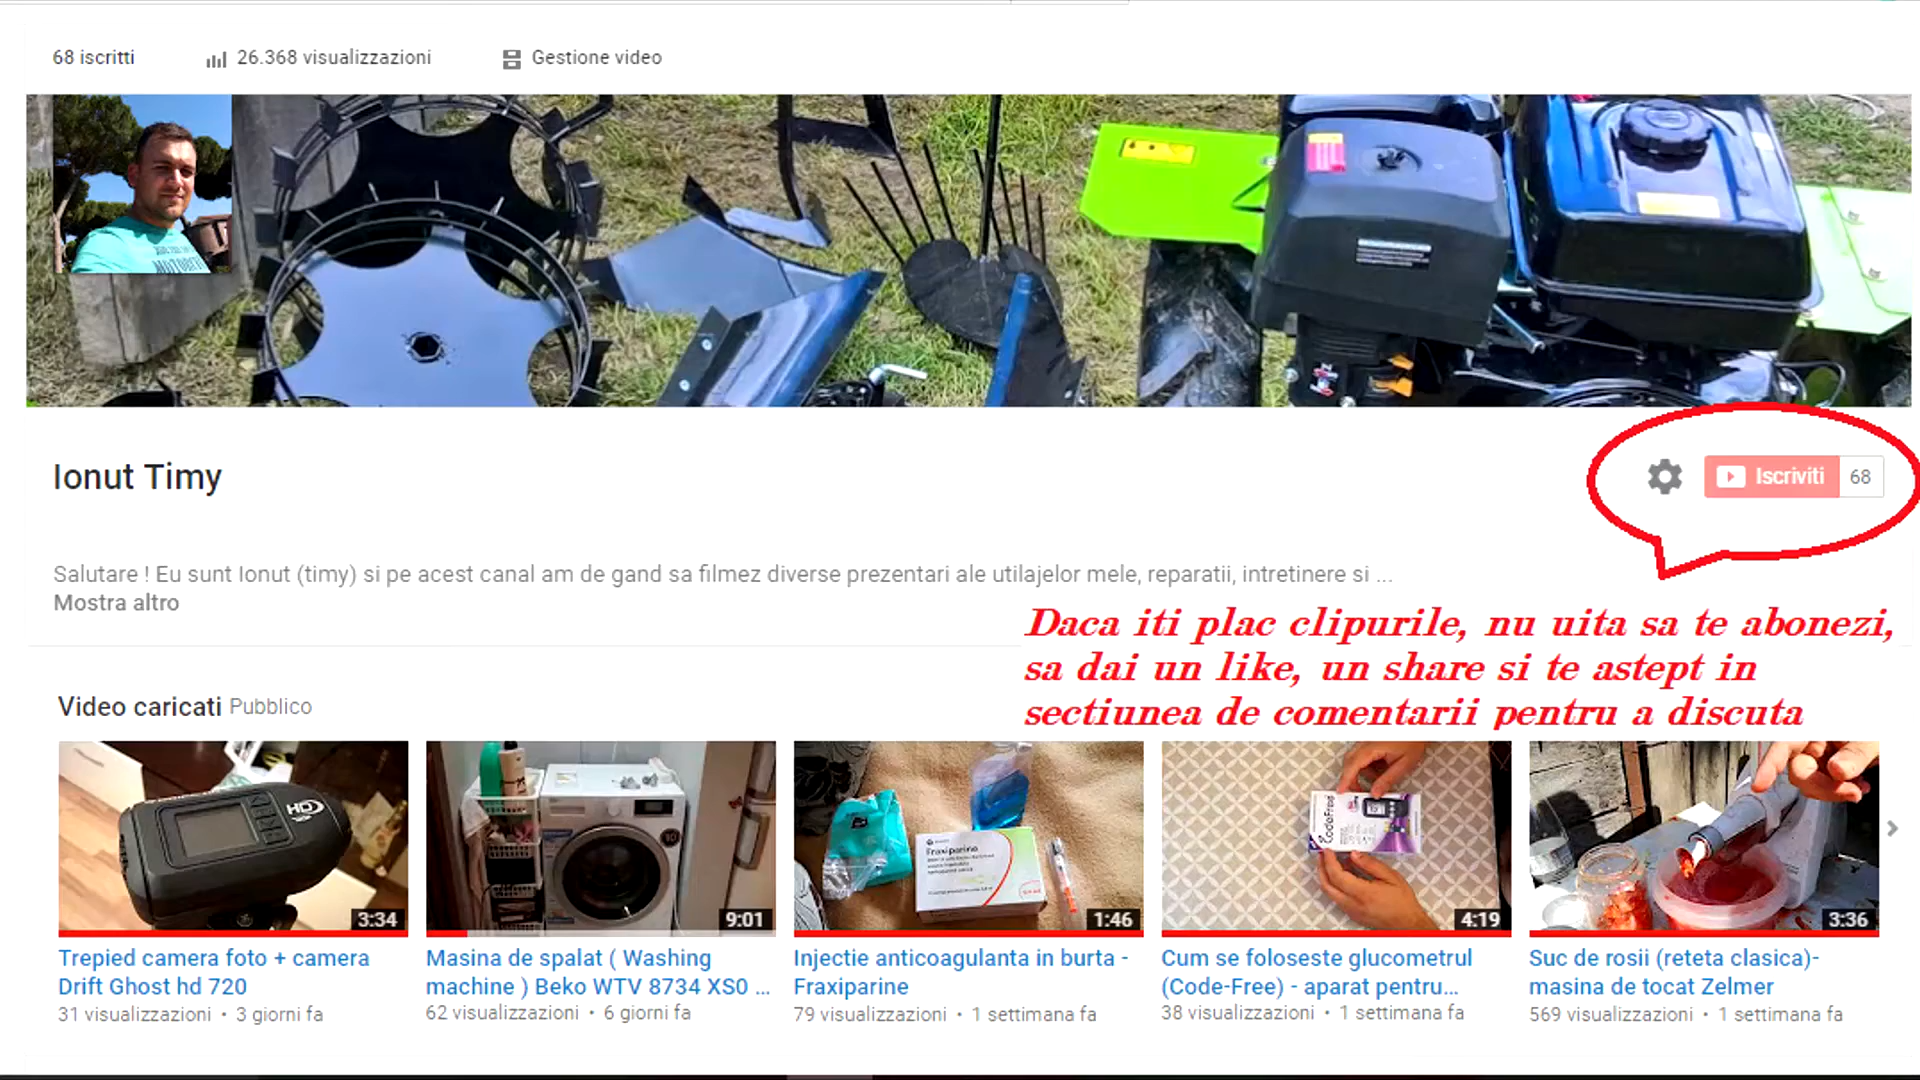 68 iscritti
26.368 visualizzazioni
Gestione video
Ionut Timy
Iscriviti
68
Salutare ! Eu sunt Ionut (timy) si pe acest canal am de gand sa filmez diverse prezentari ale utilajelor mele, reparatii, intretinere si ...
Mostra altro
Daca iti plac clipurile, nu uita sa te abonezi,
sa dai un like, un share si te astept in
sectiunea de comentarii pentru a discuta
Video caricati Pubblico
HD
3:34
9:01
Fraxiparine
1:46
CodeFree
4:19
3:36
Trepied camera foto + camera
Drift Ghost hd 720
31 visualizzazioni • 3 giorni fa
Masina de spalat ( Washing
machine ) Beko WTV 8734 XS0 ...
62 visualizzazioni • 6 giorni fa
Injectie anticoagulanta in burta -
Fraxiparine
79 visualizzazioni • 1 settimana fa
Cum se foloseste glucometrul
(Code-Free) - aparat pentru...
38 visualizzazioni • 1 settimana fa
Suc de rosii (reteta clasica)-
masina de tocat Zelmer
569 visualizzazioni • 1 settimana fa